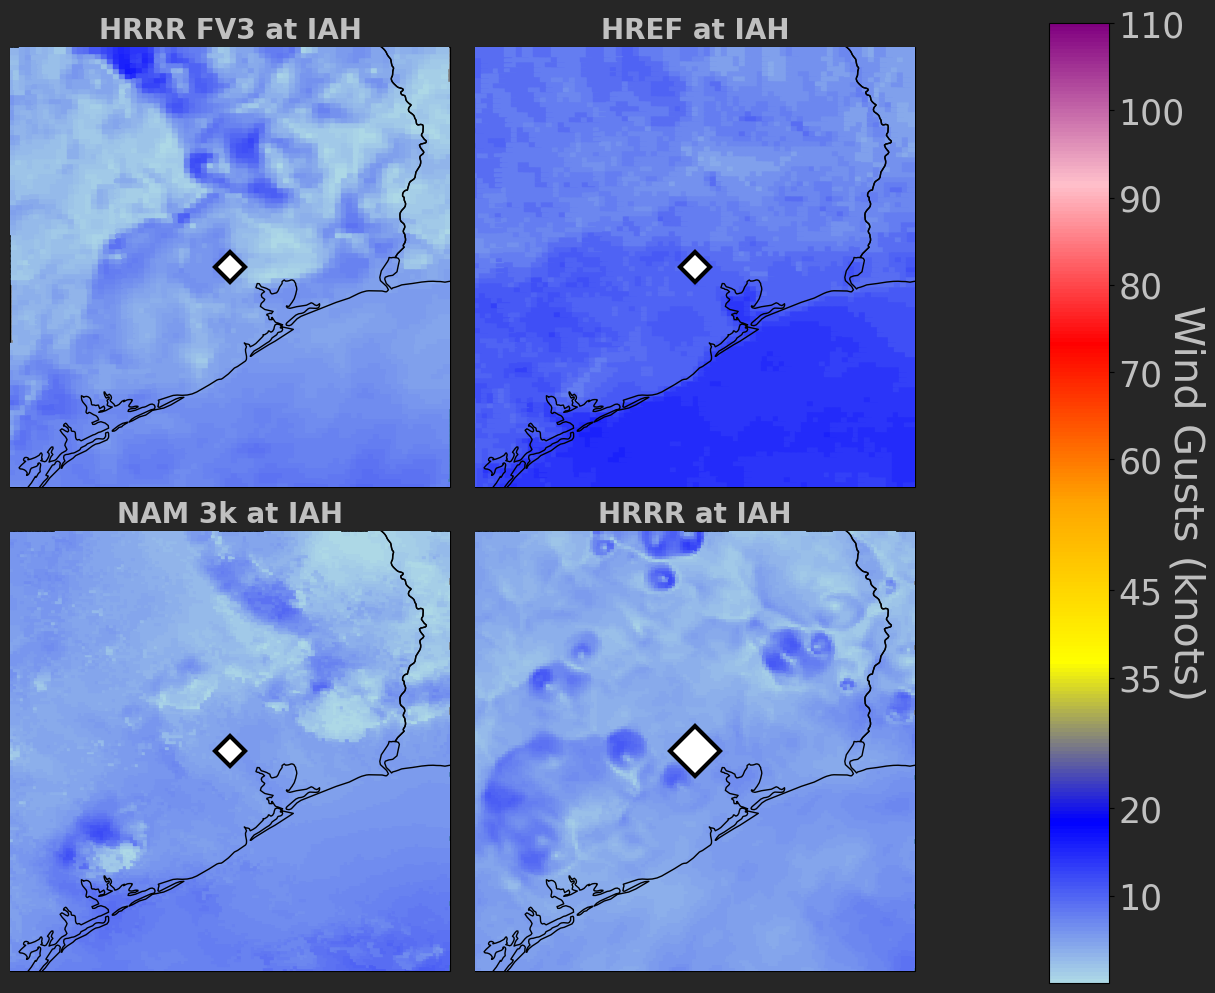 HRRR FV3 at IAH
HREF at IAH
NAM 3k at IAH
HRRR at IAH
110
100
90
80
70
60
45
35
20
10
Wind Gusts (knots)